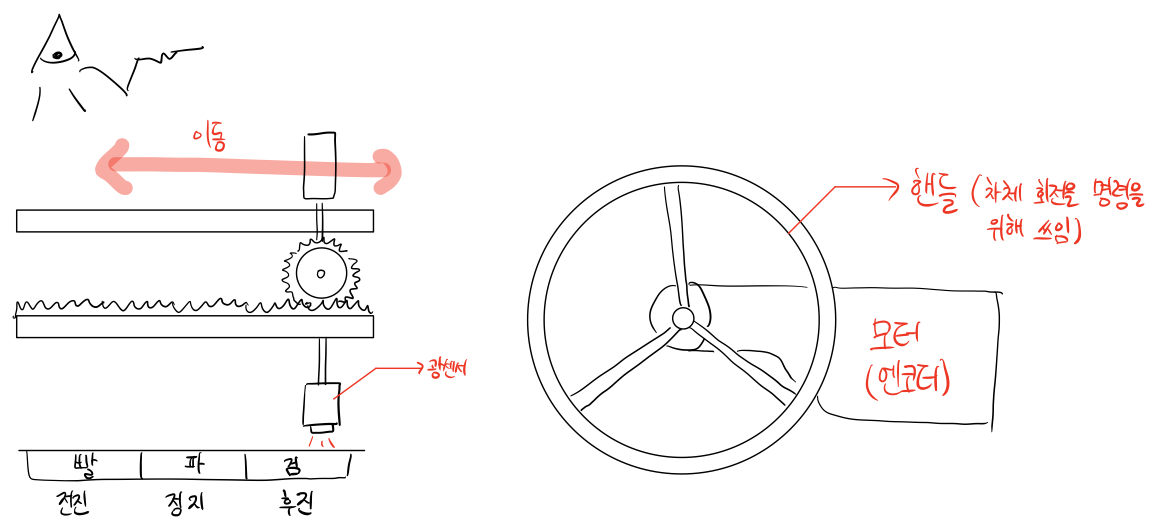 이동
핸들 (차체 회전을 명령을
위해 쓰임)
모터
(엔코터)
광센서
빨 파 검
전진 정지 후진